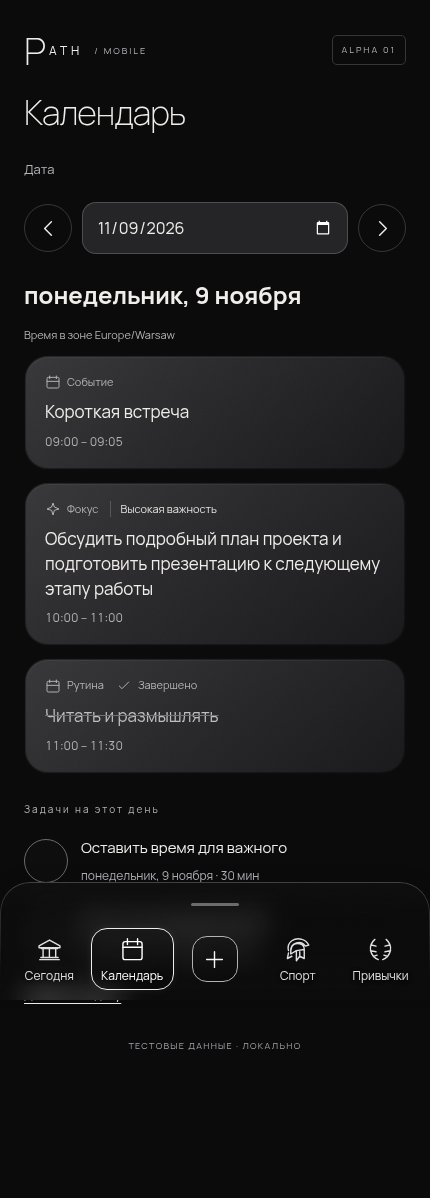 PATH / MOBILE
ALPHA 01
Календарь
Дата
11/09/2026
понедельник, 9 ноября
Время в зоне Europe/Warsaw
Событие
Короткая встреча
09:00 – 09:05
Фокус | Высокая важность
Обсудить подробный план проекта и
подготовить презентацию к следующему
этапу работы
10:00 – 11:00
Рутина Завершено
Читать и размышлять
11:00 – 11:30
Задачи на этот день
Оставить время для важного
понедельник, 9 ноября · 30 мин
Сегодня
Календарь
Спорт
Привычки
ТЕСТОВЫЕ ДАННЫЕ · ЛОКАЛЬНО